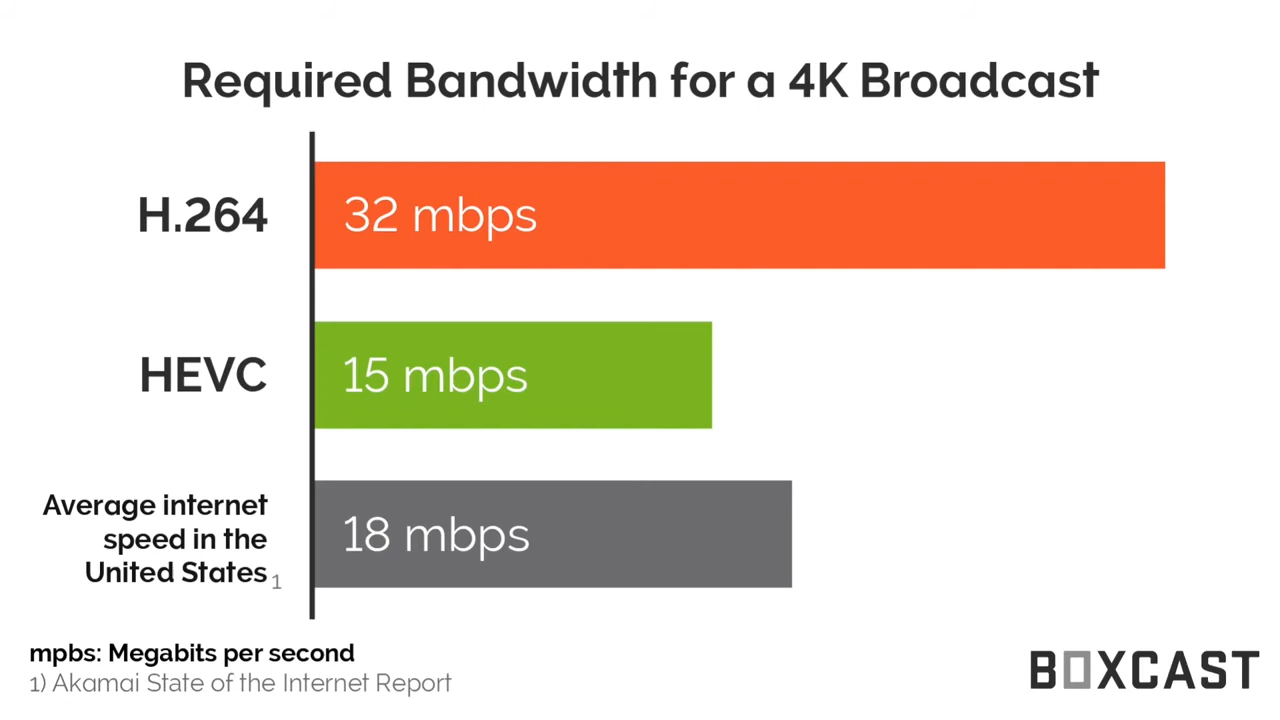 Required Bandwidth for a 4K Broadcast
H.264
32 mbps
HEVC
15 mbps
Average internet
speed in the
United States 1
18 mbps
mpbs: Megabits per second
1) Akamai State of the Internet Report
BOXCAST